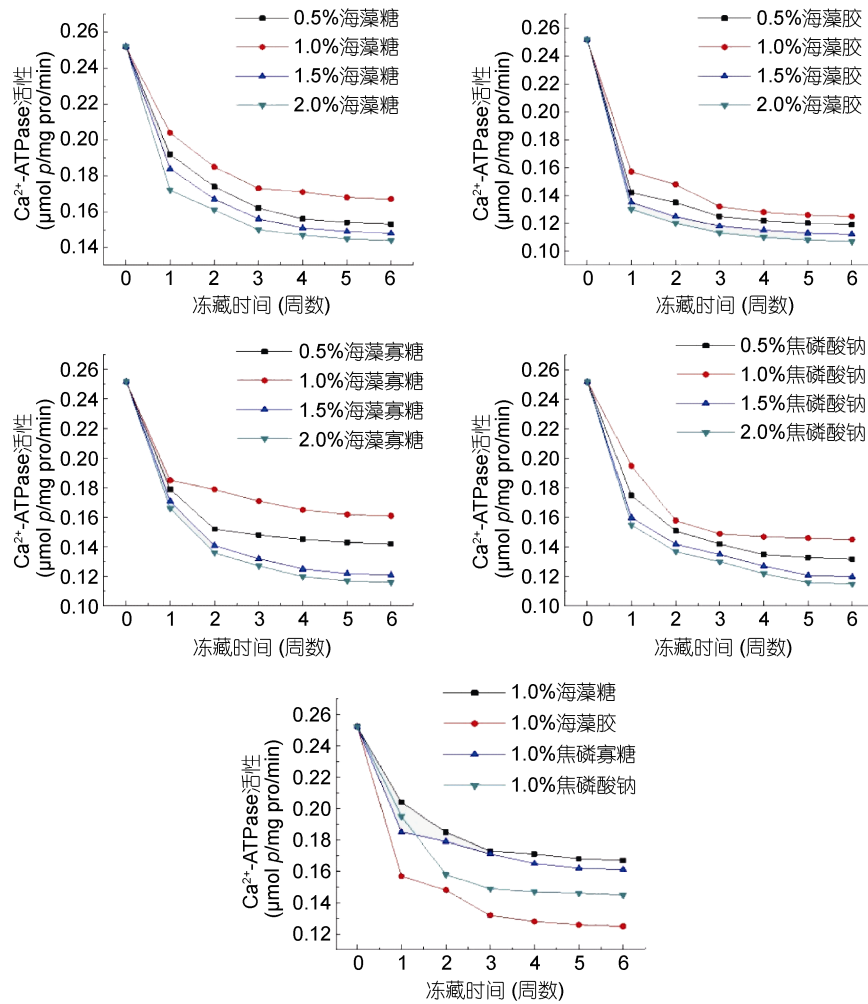 0.5%海藻糖
1.0%海藻糖
1.5%海藻糖
2.0%海藻糖
Ca²⁺-ATPase活性
(μmol p/mg pro/min)
0.26
0.24
0.22
0.20
0.18
0.16
0.14
0 1 2 3 4 5 6
冻藏时间 (周数)
0.5%海藻胶
1.0%海藻胶
1.5%海藻胶
2.0%海藻胶
Ca²⁺-ATPase活性
(μmol p/mg pro/min)
0.26
0.24
0.22
0.20
0.18
0.16
0.14
0.12
0.10
0 1 2 3 4 5 6
冻藏时间 (周数)
0.5%海藻寡糖
1.0%海藻寡糖
1.5%海藻寡糖
2.0%海藻寡糖
Ca²⁺-ATPase活性
(μmol p/mg pro/min)
0.26
0.24
0.22
0.20
0.18
0.16
0.14
0.12
0.10
0 1 2 3 4 5 6
冻藏时间 (周数)
0.5%焦磷酸钠
1.0%焦磷酸钠
1.5%焦磷酸钠
2.0%焦磷酸钠
Ca²⁺-ATPase活性
(μmol p/mg pro/min)
0.26
0.24
0.22
0.20
0.18
0.16
0.14
0.12
0.10
0 1 2 3 4 5 6
冻藏时间 (周数)
1.0%海藻糖
1.0%海藻胶
1.0%焦磷寡糖
1.0%焦磷酸钠
Ca²⁺-ATPase活性
(μmol p/mg pro/min)
0.26
0.24
0.22
0.20
0.18
0.16
0.14
0.12
0 1 2 3 4 5 6
冻藏时间 (周数)